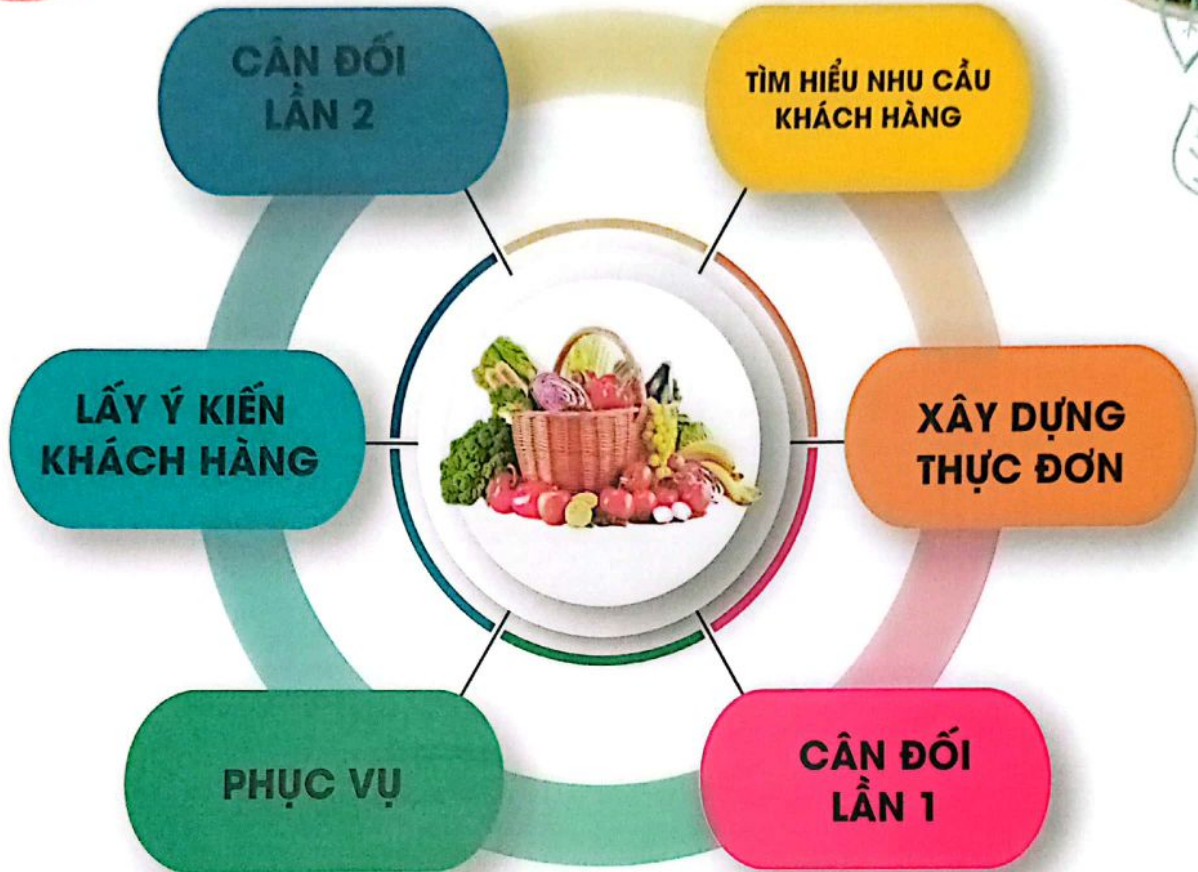 CÂN ĐỐI
LẦN 2
TÌM HIỂU NHU CẦU
KHÁCH HÀNG
LẤY Ý KIẾN
KHÁCH HÀNG
XÂY DỰNG
THỰC ĐƠN
PHỤC VỤ
CÂN ĐỐI
LẦN 1